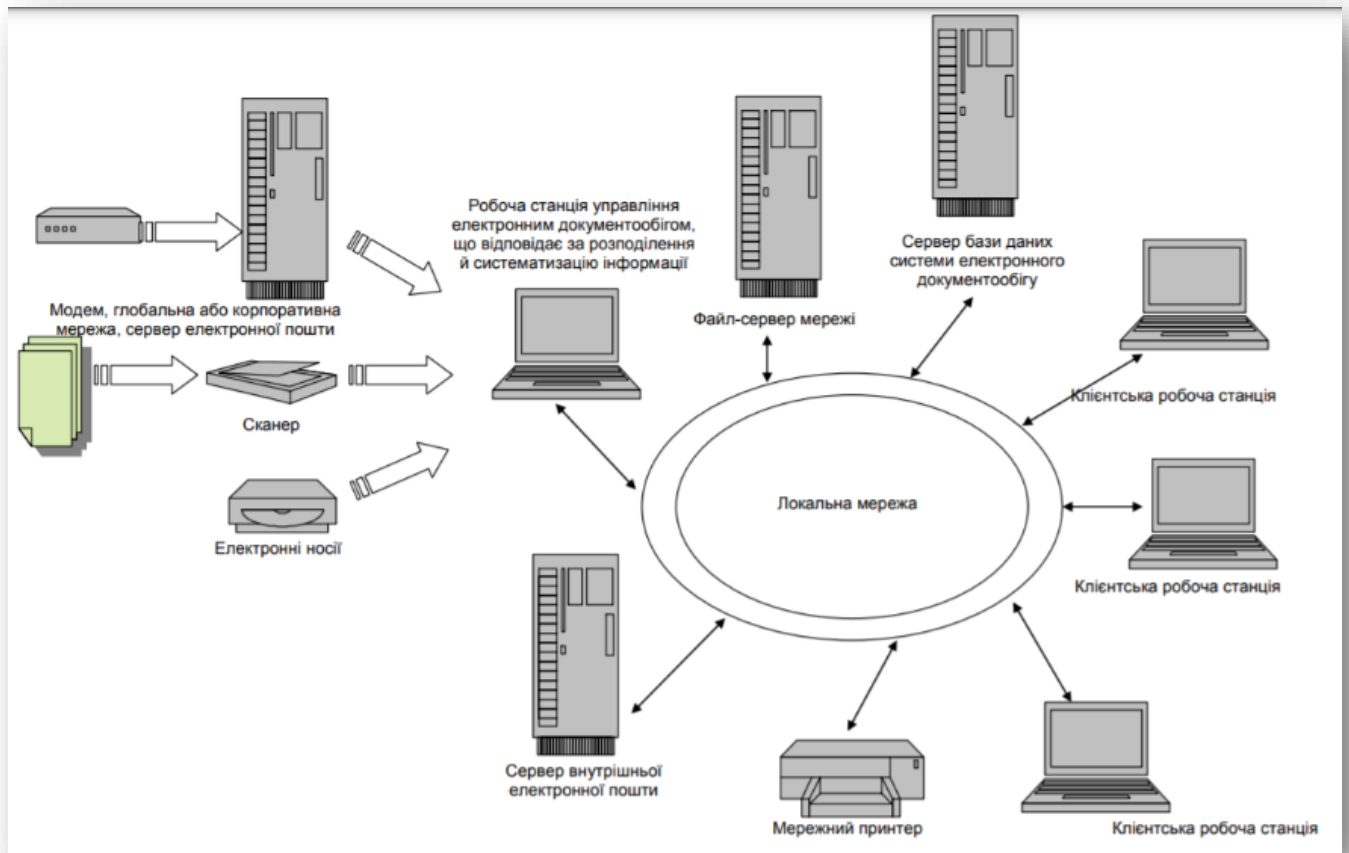 Робоча станція управління
електронним документообігом,
що відповідає за розподілення
й систематизацію інформації
Сервер бази даних
системи електронного
документообігу
Модем, глобальна або корпоративна
мережа, сервер електронної пошти
Файл-сервер мережі
Клієнтська робоча станція
Сканер
Локальна мережа
Електронні носії
Клієнтська робоча станція
Сервер внутрішньої
електронної пошти
Мережний принтер
Клієнтська робоча станція